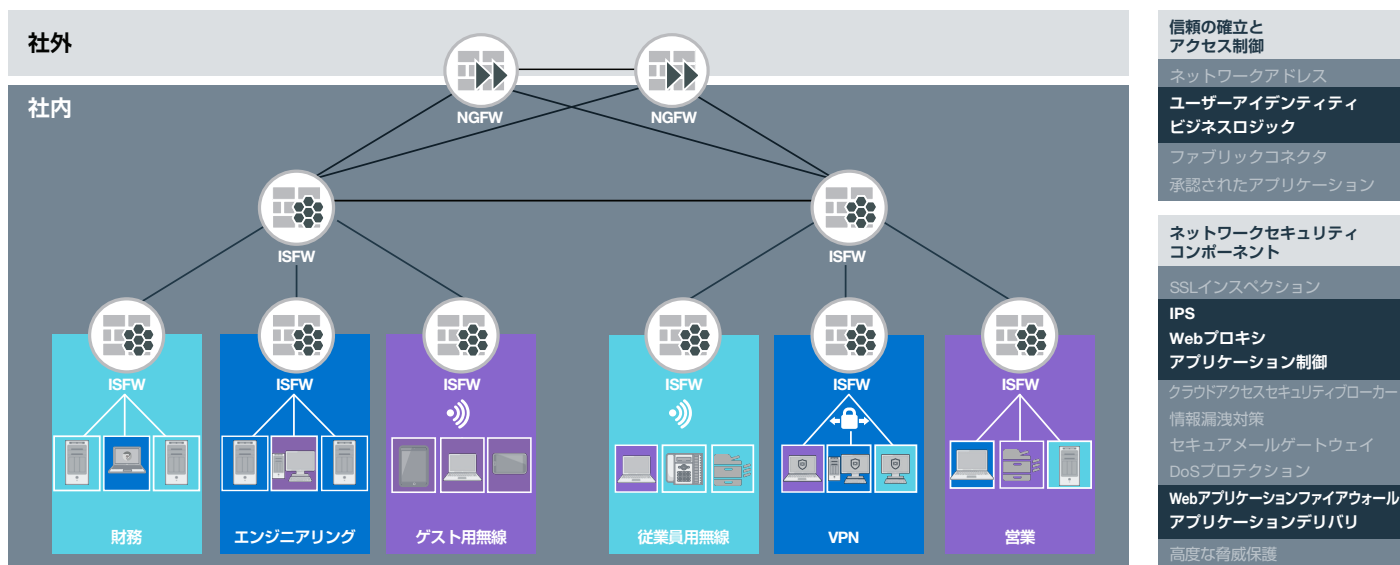 社外
社内
NGFW
NGFW
ISFW
ISFW
ISFW
ISFW
ISFW
ISFW
ISFW
ISFW
財務
エンジニアリング
ゲスト用無線
従業員用無線
VPN
営業
信頼の確立と
アクセス制御
ネットワークアドレス
ユーザーアイデンティティ
ビジネスロジック
ファブリックコネクタ
承認されたアプリケーション
ネットワークセキュリティ
コンポーネント
SSLインスペクション
IPS
Webプロキシ
アプリケーション制御
クラウドアクセスセキュリティブローカー
情報漏洩対策
セキュアメールゲートウェイ
DoSプロテクション
Webアプリケーションファイアウォール
アプリケーションデリバリ
高度な脅威保護